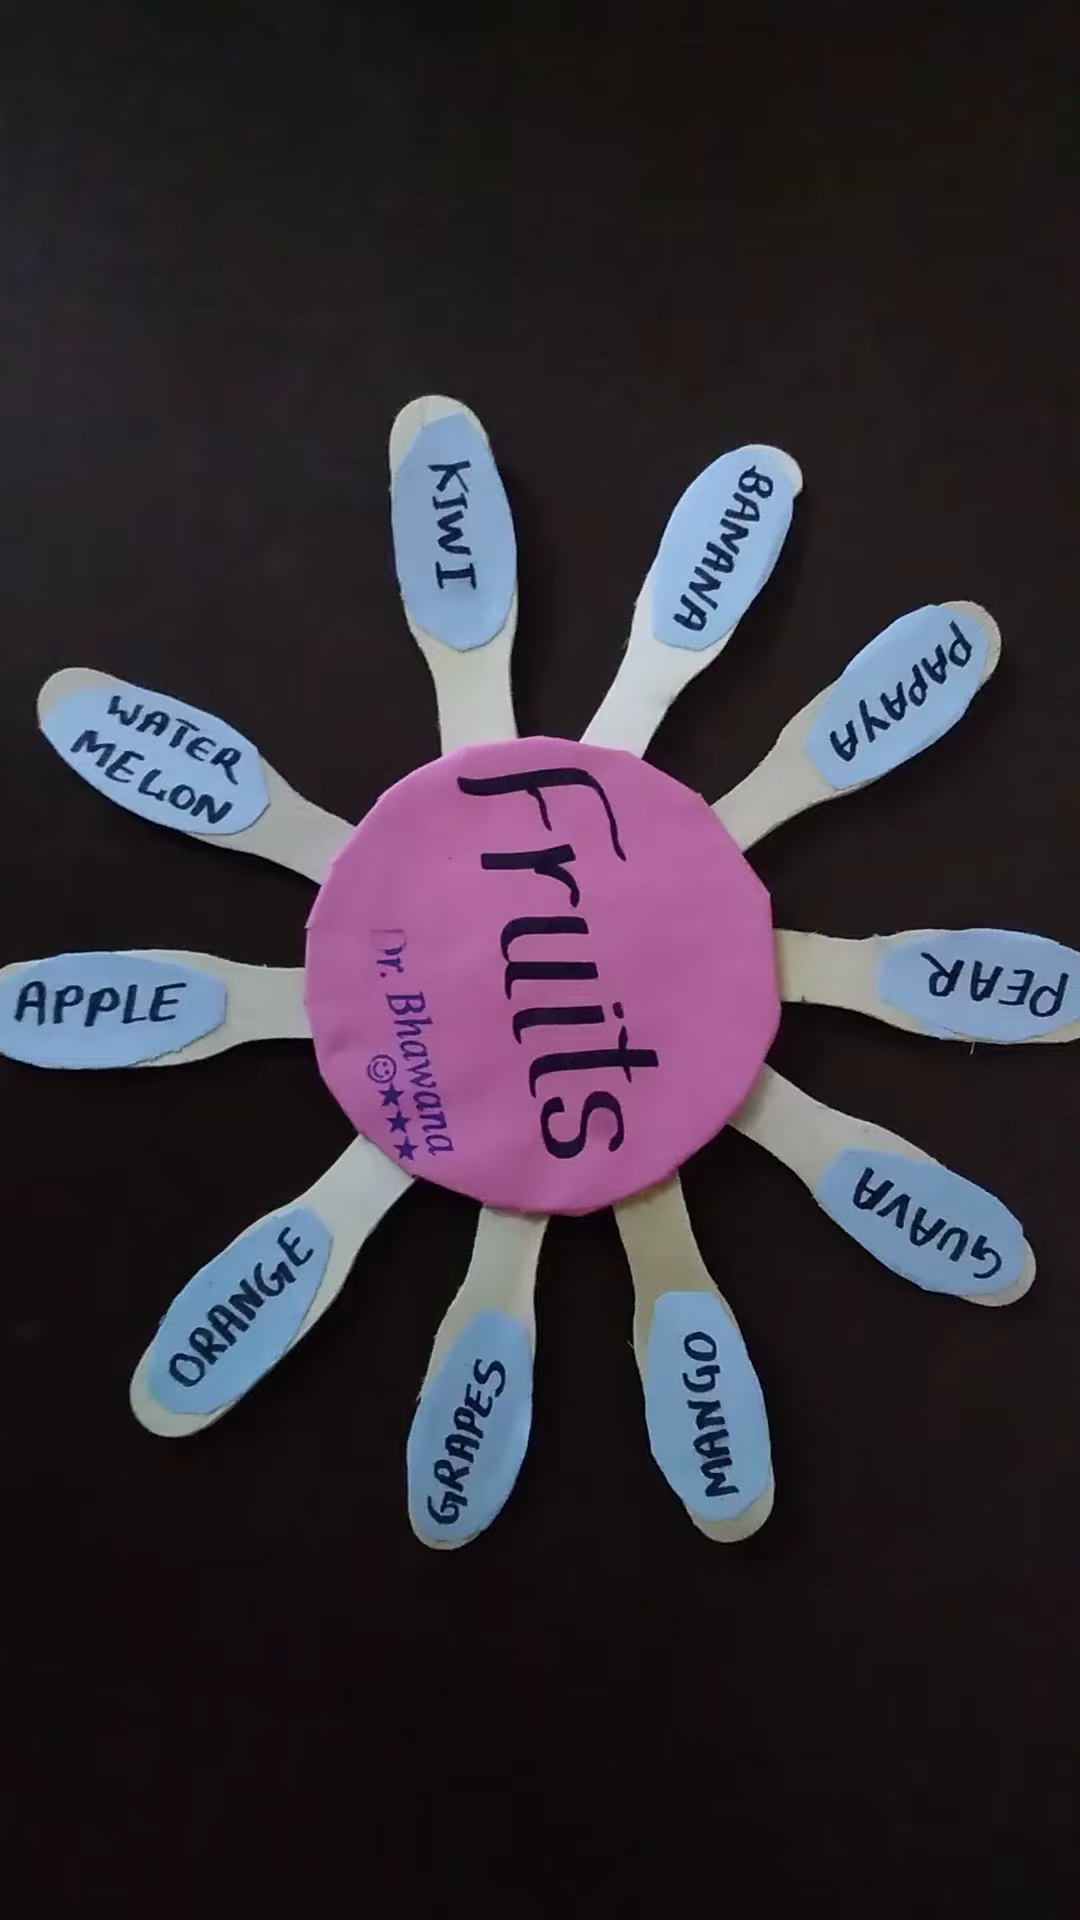 Fruits
Dr. Bhawana
KIWI
BANANA
PAPAYA
PEAR
GUAVA
MANGO
GRAPES
ORANGE
APPLE
WATER
MELON